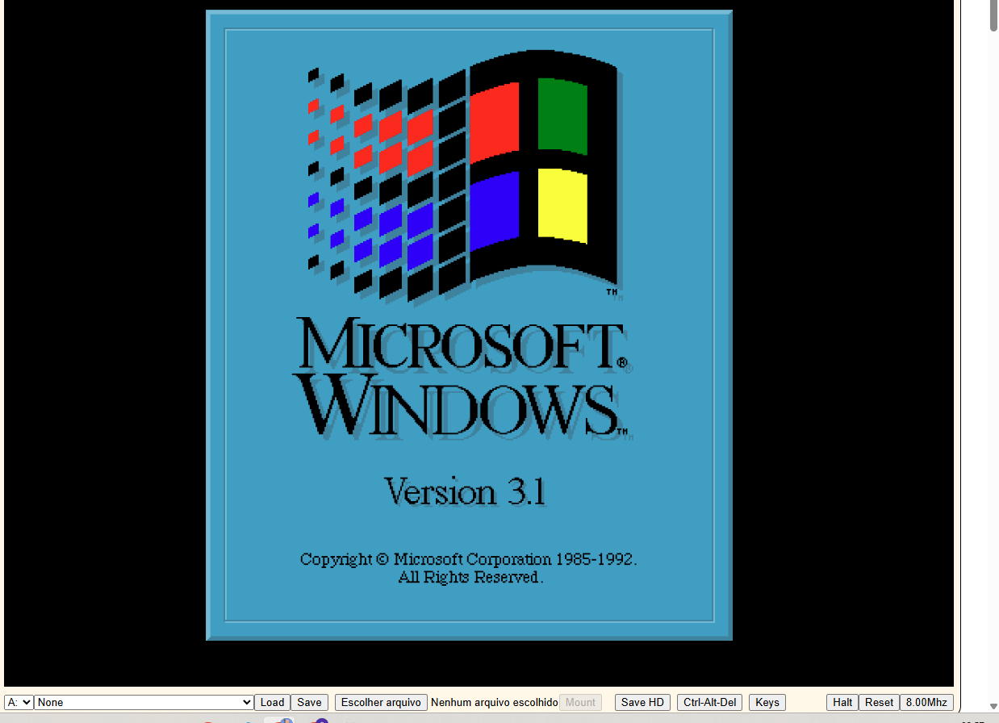 TM
MICROSOFT®
WINDOWS™
Version 3.1
Copyright © Microsoft Corporation 1985-1992.
All Rights Reserved.
A: None Load Save Escolher arquivo Nenhum arquivo escolhido Mount Save HD Ctrl-Alt-Del Keys Halt Reset 8.00Mhz